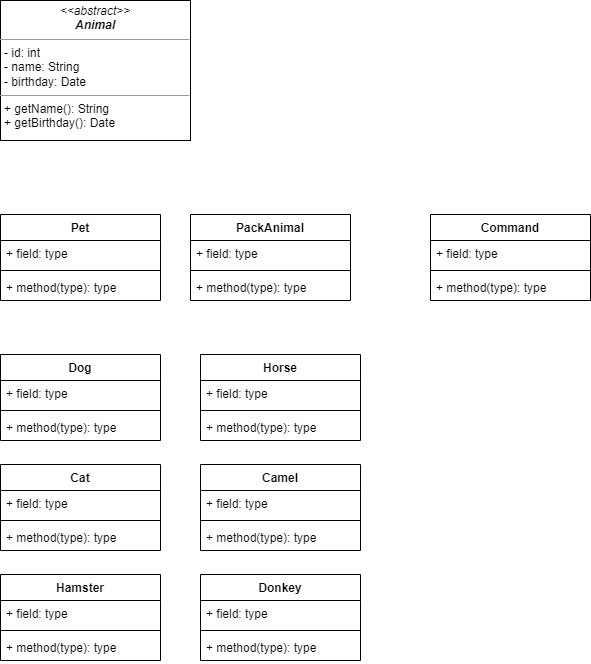 <<abstract>>
Animal
- id: int
- name: String
- birthday: Date
+ getName(): String
+ getBirthday(): Date
Pet
+ field: type
+ method(type): type
PackAnimal
+ field: type
+ method(type): type
Command
+ field: type
+ method(type): type
Dog
+ field: type
+ method(type): type
Horse
+ field: type
+ method(type): type
Cat
+ field: type
+ method(type): type
Camel
+ field: type
+ method(type): type
Hamster
+ field: type
+ method(type): type
Donkey
+ field: type
+ method(type): type